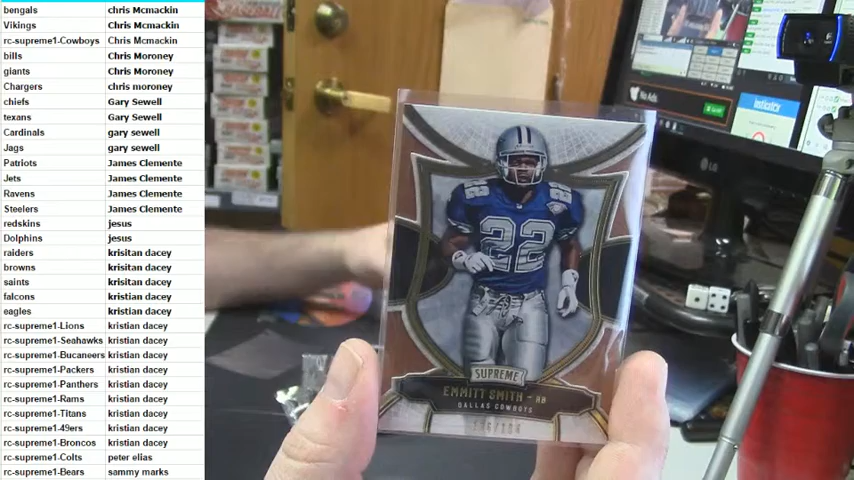 bengals chris Mcmackin
Vikings Chris Mcmackin
rc-supreme1-Cowboys Chris Mcmackin
bills Chris Moroney
giants Chris Moroney
Chargers chris moroney
chiefs Gary Sewell
texans Gary Sewell
Cardinals gary sewell
Jags gary sewell
Patriots James Clemente
Jets James Clemente
Ravens James Clemente
Steelers James Clemente
redskins jesus
Dolphins jesus
raiders krisitan dacey
browns krisitan dacey
saints kristian dacey
falcons kristian dacey
eagles kristian dacey
rc-supreme1-Lions kristian dacey
rc-supreme1-Seahawks kristian dacey
rc-supreme1-Bucaneers kristian dacey
rc-supreme1-Packers kristian dacey
rc-supreme1-Panthers kristian dacey
rc-supreme1-Rams kristian dacey
rc-supreme1-Titans kristian dacey
rc-supreme1-49ers kristian dacey
rc-supreme1-Broncos kristian dacey
rc-supreme1-Colts peter elias
rc-supreme1-Bears sammy marks
22
22
22
SUPREME
EMMITT SMITH - HB
DALLAS COWBOYS
No Ads
LG